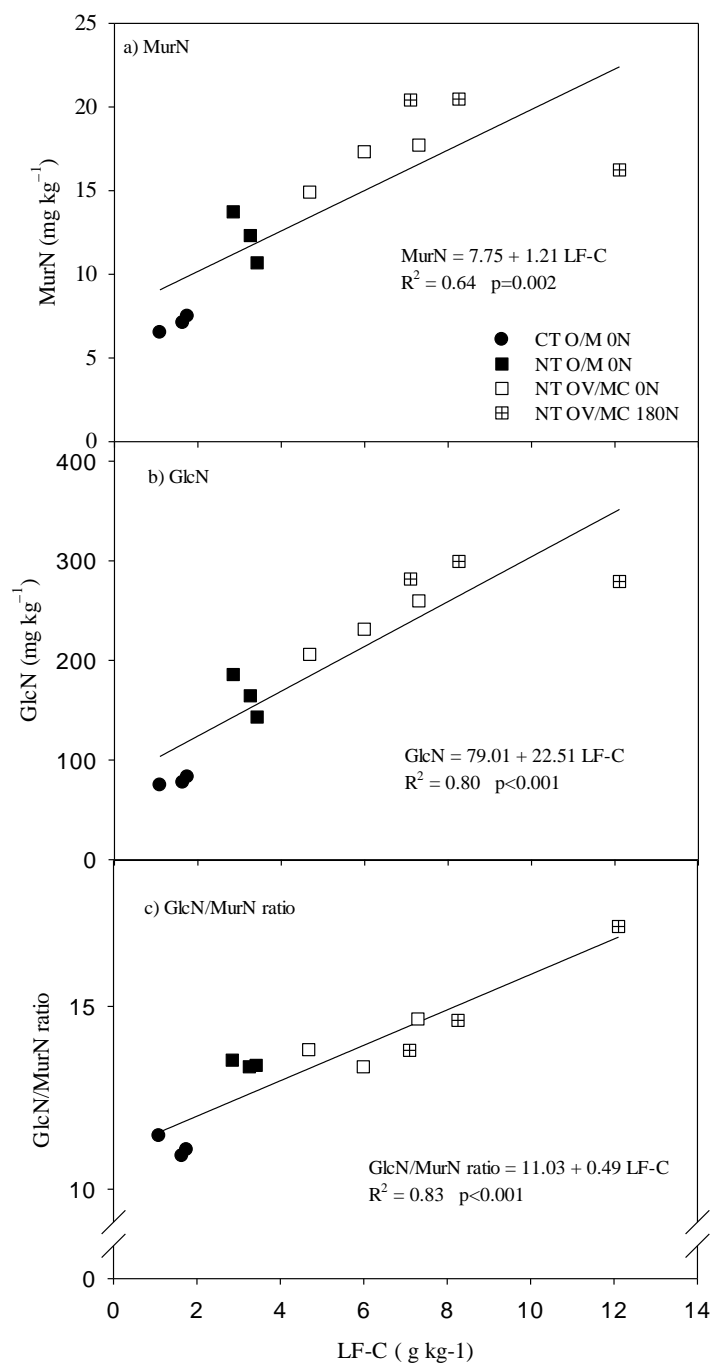 25
a) MurN
20
15
10
5
0
MurN (mg kg⁻¹)
MurN = 7.75 + 1.21 LF-C
R² = 0.64 p=0.002
CT O/M 0N
NT O/M 0N
NT OV/MC 0N
NT OV/MC 180N
400
b) GlcN
300
200
100
0
GlcN (mg kg⁻¹)
GlcN = 79.01 + 22.51 LF-C
R² = 0.80 p<0.001
c) GlcN/MurN ratio
15
10
0
GlcN/MurN ratio
GlcN/MurN ratio = 11.03 + 0.49 LF-C
R² = 0.83 p<0.001
0 2 4 6 8 10 12 14
LF-C ( g kg-1)